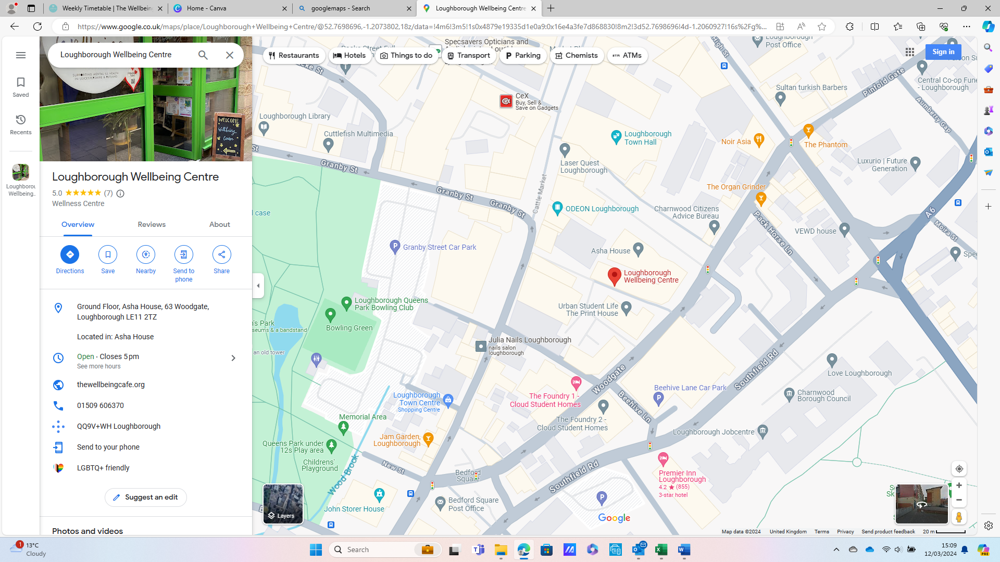 Weekly Timetable | The Wellbein
Home - Canva
googlemaps - Search
Loughborough Wellbeing Centre
https://www.google.co.uk/maps/place/Loughborough+Wellbeing+Centre/@52.7698696,-1.2073802,18z/data=!4m6!3m5!1s0x4879e19335d1e0a9:0x16e4a3fe7d868830!8m2!3d52.7698696!4d-1.2060927!16s%2Fg%...
Loughborough Wellbeing Centre
Saved
Recents
Loughborou
Wellbeing..
SUPPORTING MENTAL ILL HEALTH
IN LEICESTERSHIRE & RUTLAND
WELCOME
Wellbeing
Centre
Loughborough Wellbeing Centre
5.0 (7)
Wellness Centre
Overview
Reviews
About
Directions
Save
Nearby
Send to
phone
Share
Ground Floor, Asha House, 63 Woodgate,
Loughborough LE11 2TZ
Located in: Asha House
Open · Closes 5 pm
See more hours
thewellbeingcafe.org
01509 606370
QQ9V+WH Loughborough
Send to your phone
LGBTQ+ friendly
Suggest an edit
Photos and videos
Restaurants
Hotels
Things to do
Transport
Parking
Chemists
ATMs
Sign in
Specsavers Opticians and
High St
Loughborough
Post Office
Pinfold Gate
Central Co-op Fune
- Loughborough
Aumberry Gap
Sultan turkish Barbers
CeX
Buy, Sell &
Save on Gadgets
Loughborough Library
Cuttlefish Multimedia
Loughborough
Town Hall
Noir Asia
The Phantom
Laser Quest
Loughborough
Luxurio | Future
Generation
St
Granby St
Granby St
Granby St
Cattle Market
The Organ Grinder
l case
ODEON Loughborough
Charnwood Citizens
Advice Bureau
A6
Pack Horse Ln
VEWD house
Moira St
Granby Street Car Park
Asha House
Spee
Loughborough
Wellbeing Centre
Loughborough Queens
Park Bowling Club
Urban Student Life
The Print House
n's Park
seums & a bandstand
Bowling Green
an old tower
Julia Nails Loughborough
nails salon
loughborough
Woodgate
Southfield Rd
Love Loughborough
Beehive Lane Car Park
The Foundry 1 -
Cloud Student Homes
Charnwood
Borough Council
Loughborough
Town Centre
Shopping Centre
Beehive Ln
The Foundry 2 -
Cloud Student Homes
Memorial Area
Loughborough Jobcentre
Jam Garden,
Loughborough
Queens Park under
12s Play area
Childrens'
Playground
Wood Brook
New St
Bedford
Square
Southfield Rd
Premier Inn
Loughborough
4.2 (855)
3-star hotel
John Storer House
Bedford Square
Post Office
Layers
Google
Map data ©2024
United Kingdom
Terms
Privacy
Send product feedback
20 m
1
13°C
Cloudy
Search
15:09
12/03/2024